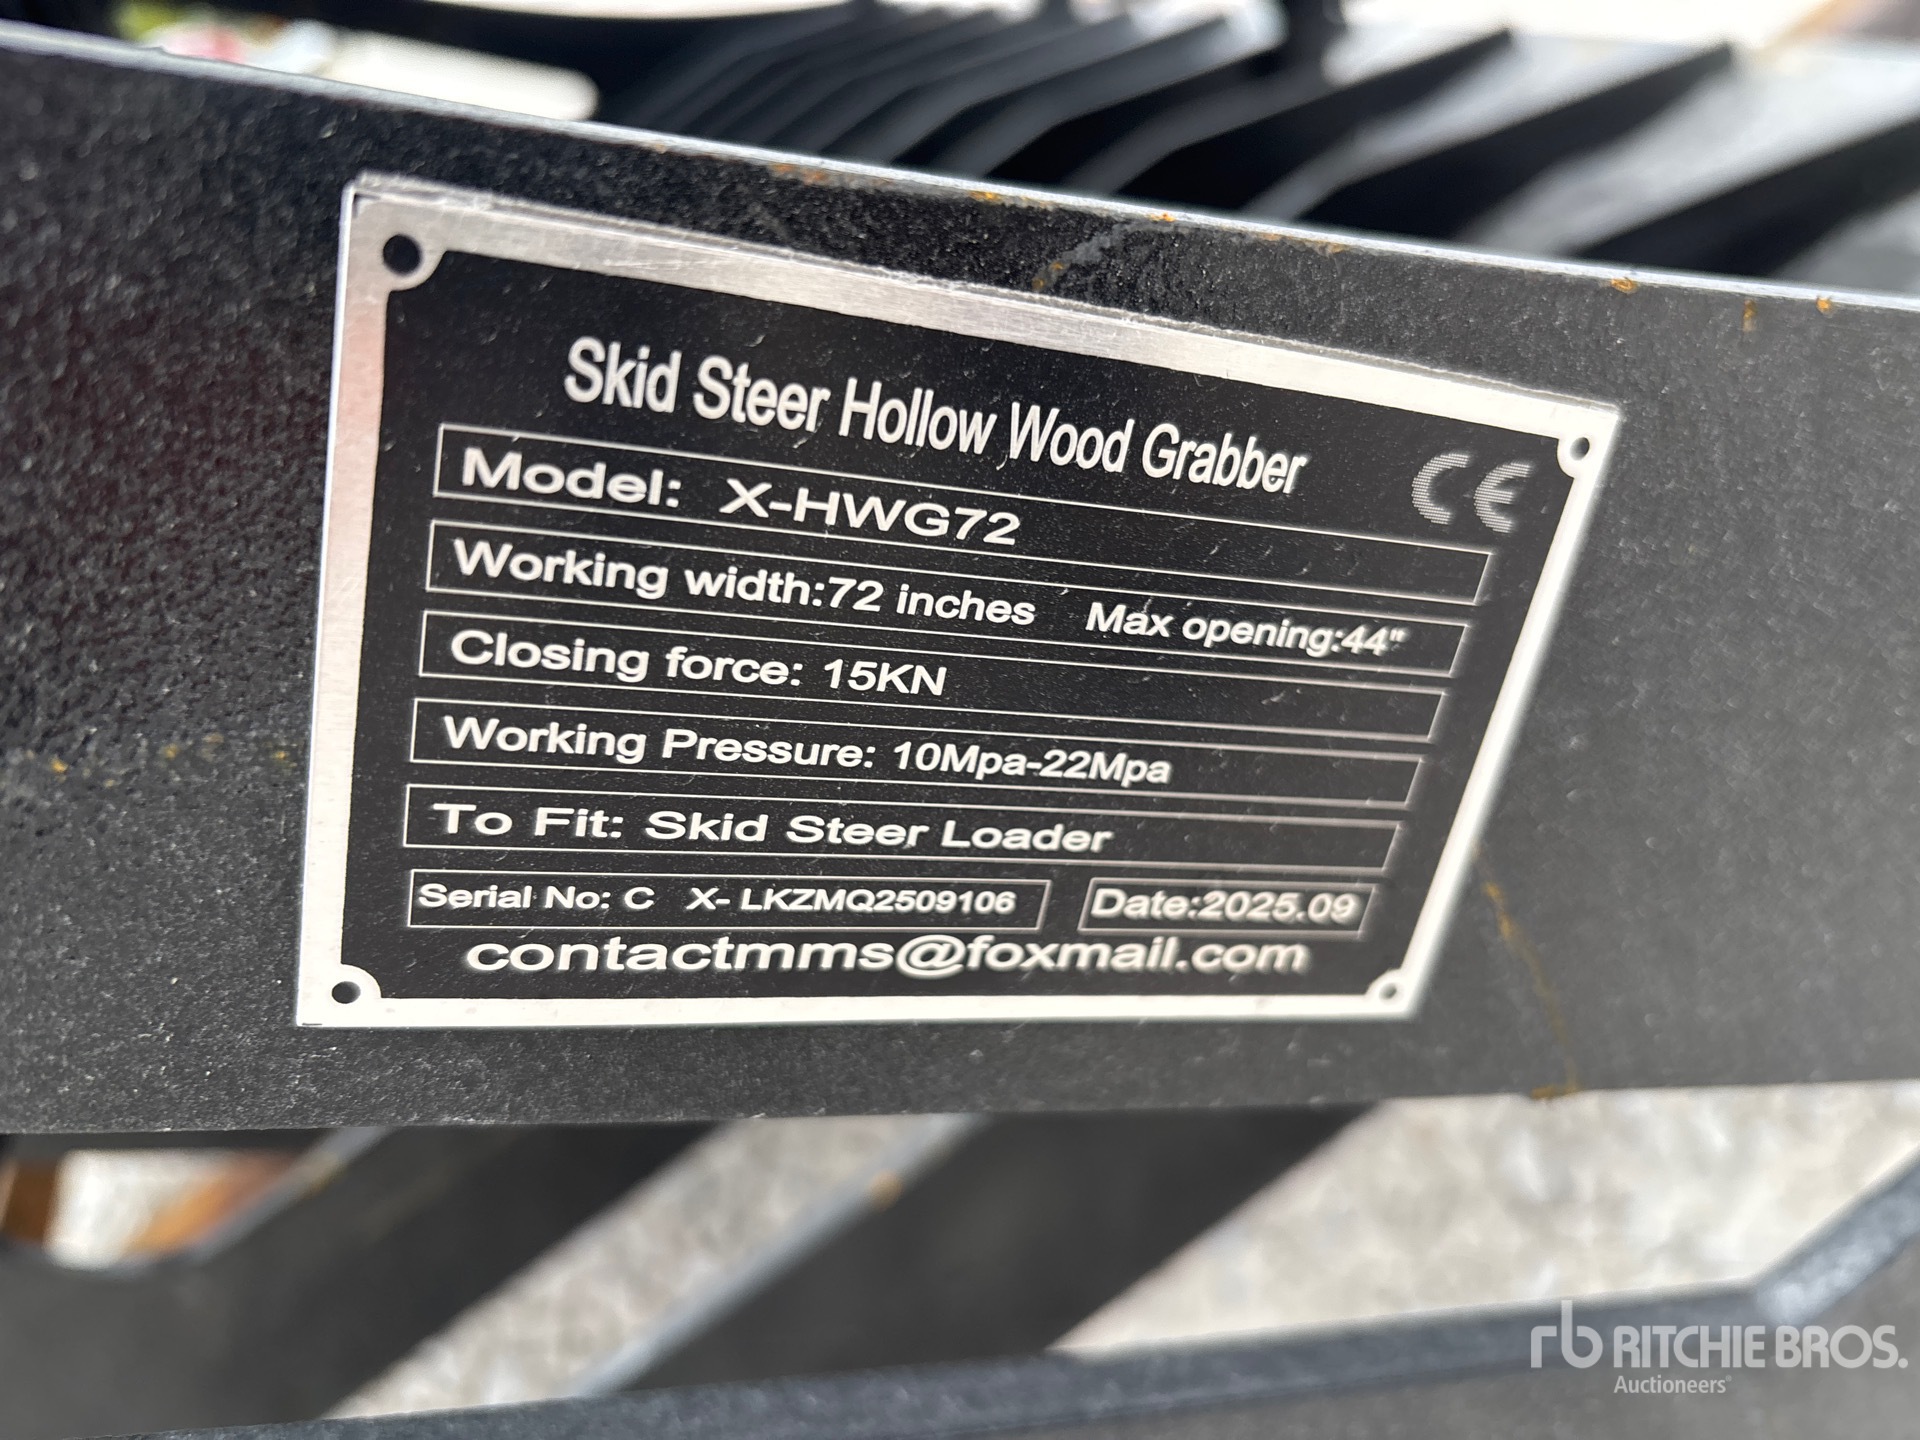 Skid Steer Hollow Wood Grabber
CE
Model: X-HWG72
Working width:72 inches Max opening:44"
Closing force: 15KN
Working Pressure: 10Mpa-22Mpa
To Fit: Skid Steer Loader
Serial No: C X- LKZMQ2509106 Date:2025.09
contactmms@foxmail.com
rb RITCHIE BROS.
Auctioneers